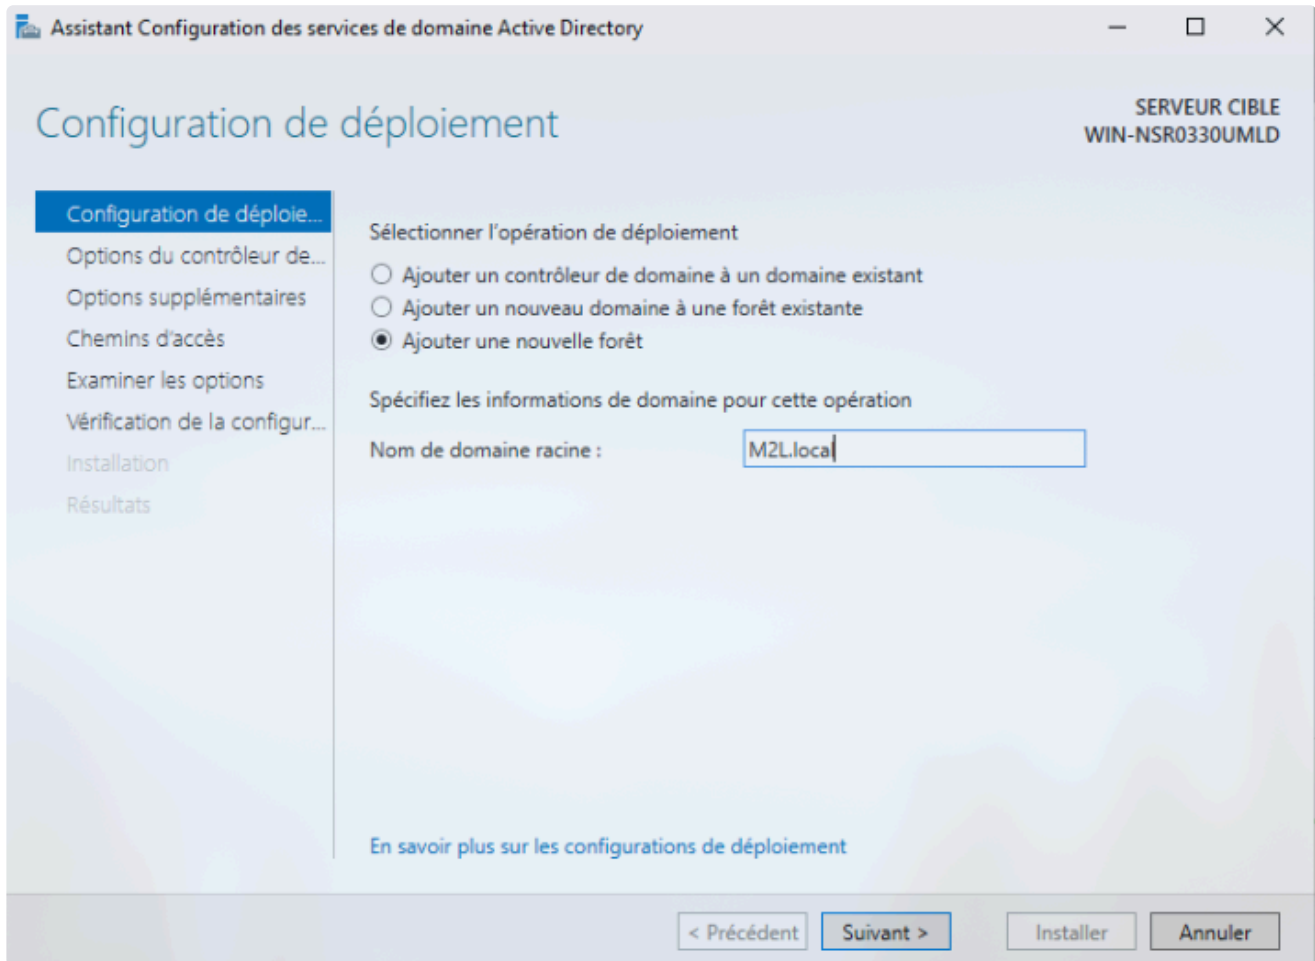 Assistant Configuration des services de domaine Active Directory
Configuration de déploiement
SERVEUR CIBLE
WIN-NSR0330UMLD
Configuration de déploie...
Options du contrôleur de...
Options supplémentaires
Chemins d'accès
Examiner les options
Vérification de la configur...
Installation
Résultats
Sélectionner l'opération de déploiement
Ajouter un contrôleur de domaine à un domaine existant
Ajouter un nouveau domaine à une forêt existante
Ajouter une nouvelle forêt
Spécifiez les informations de domaine pour cette opération
Nom de domaine racine : M2L.local
En savoir plus sur les configurations de déploiement
< Précédent Suivant > Installer Annuler